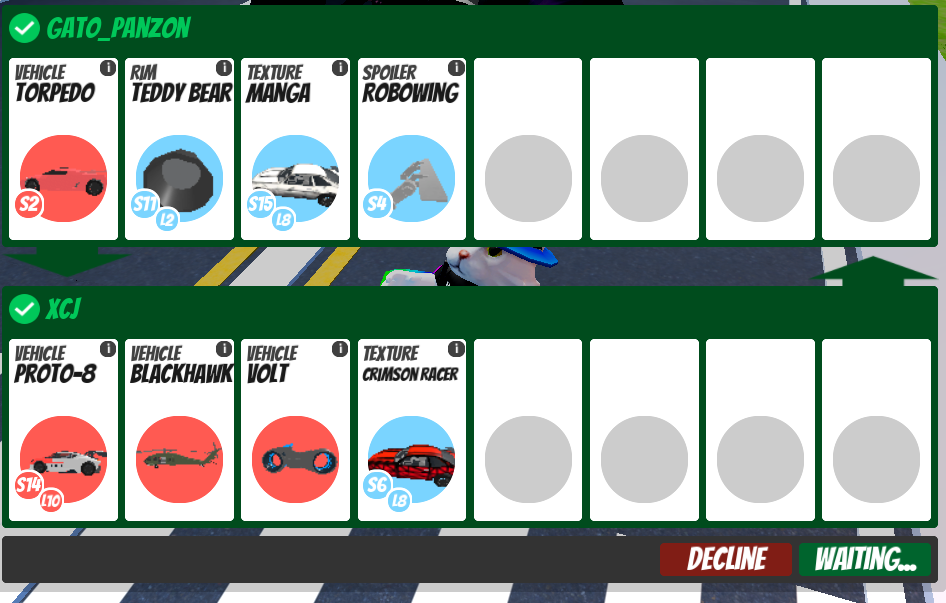 GATO_PANZON
VEHICLE
TORPEDO
S2
RIM
TEDDY BEAR
S11
L2
TEXTURE
MANGA
S15
L8
SPOILER
ROBOWING
S4
XCJ
VEHICLE
PROTO-8
S14
L10
VEHICLE
BLACKHAWK
VEHICLE
VOLT
TEXTURE
CRIMSON RACER
S6
L8
DECLINE
WAITING...